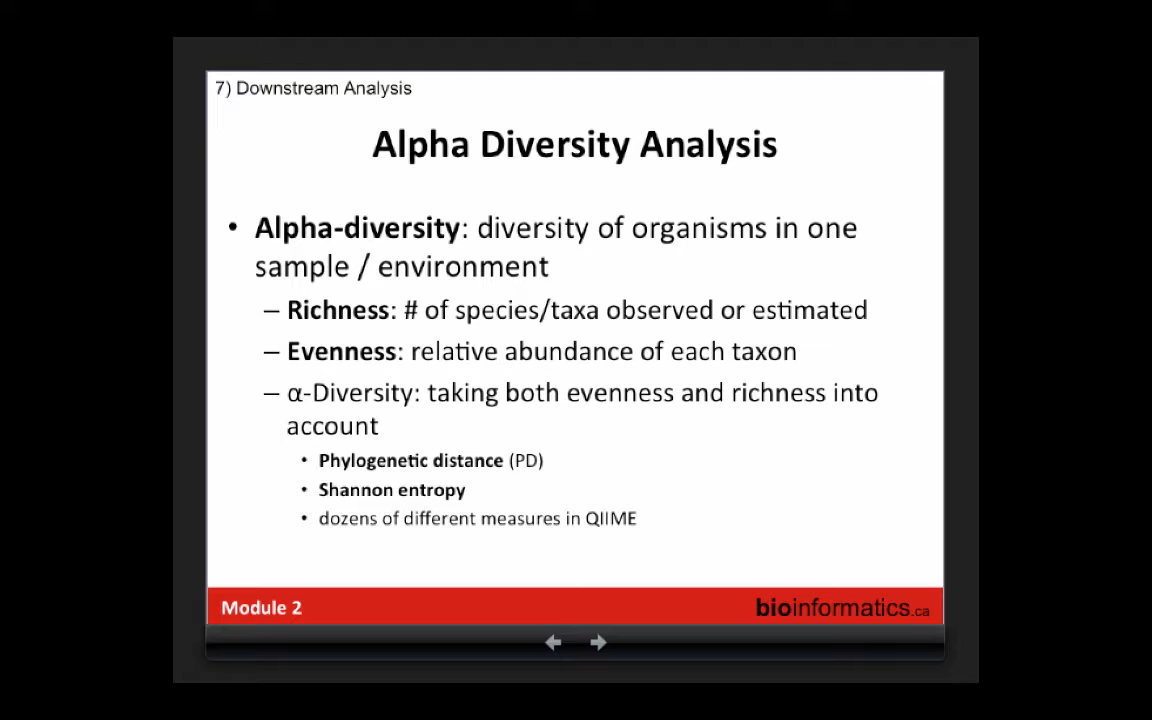 7) Downstream Analysis
Alpha Diversity Analysis
• Alpha-diversity: diversity of organisms in one
sample / environment
– Richness: # of species/taxa observed or estimated
– Evenness: relative abundance of each taxon
– α-Diversity: taking both evenness and richness into
account
• Phylogenetic distance (PD)
• Shannon entropy
• dozens of different measures in QIIME
Module 2
bioinformatics.ca